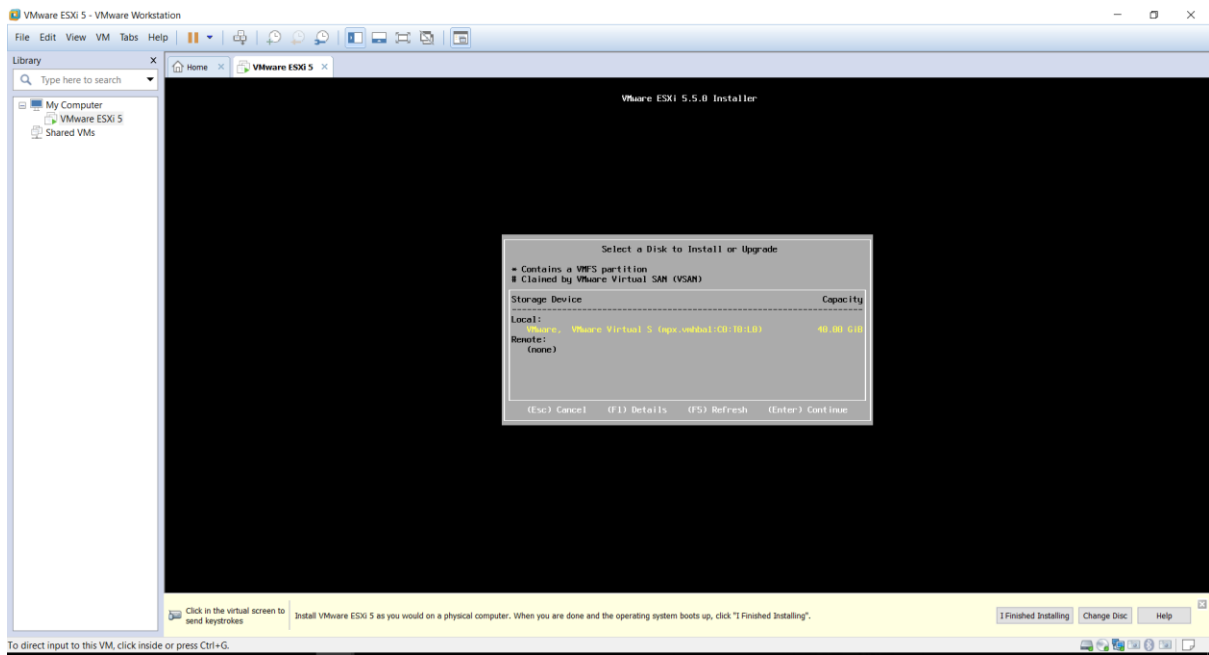 VMware ESXi 5 - VMware Workstation
File Edit View VM Tabs Help
Library X
Type here to search
My Computer
VMware ESXi 5
Shared VMs
Home
VMware ESXi 5
VMware ESXi 5.5.0 Installer
Select a Disk to Install or Upgrade
* Contains a VMFS partition
# Claimed by VMware Virtual SAN (VSAN)
Storage Device Capacity
Local:
VMware, VMware Virtual S (mpx.vmhba1:C0:T0:L0) 40.00 GiB
Remote:
(none)
(Esc) Cancel (F1) Details (F5) Refresh (Enter) Continue
Click in the virtual screen to
send keystrokes
Install VMware ESXi 5 as you would on a physical computer. When you are done and the operating system boots up, click "I Finished Installing".
I Finished Installing Change Disc Help
To direct input to this VM, click inside or press Ctrl+G.